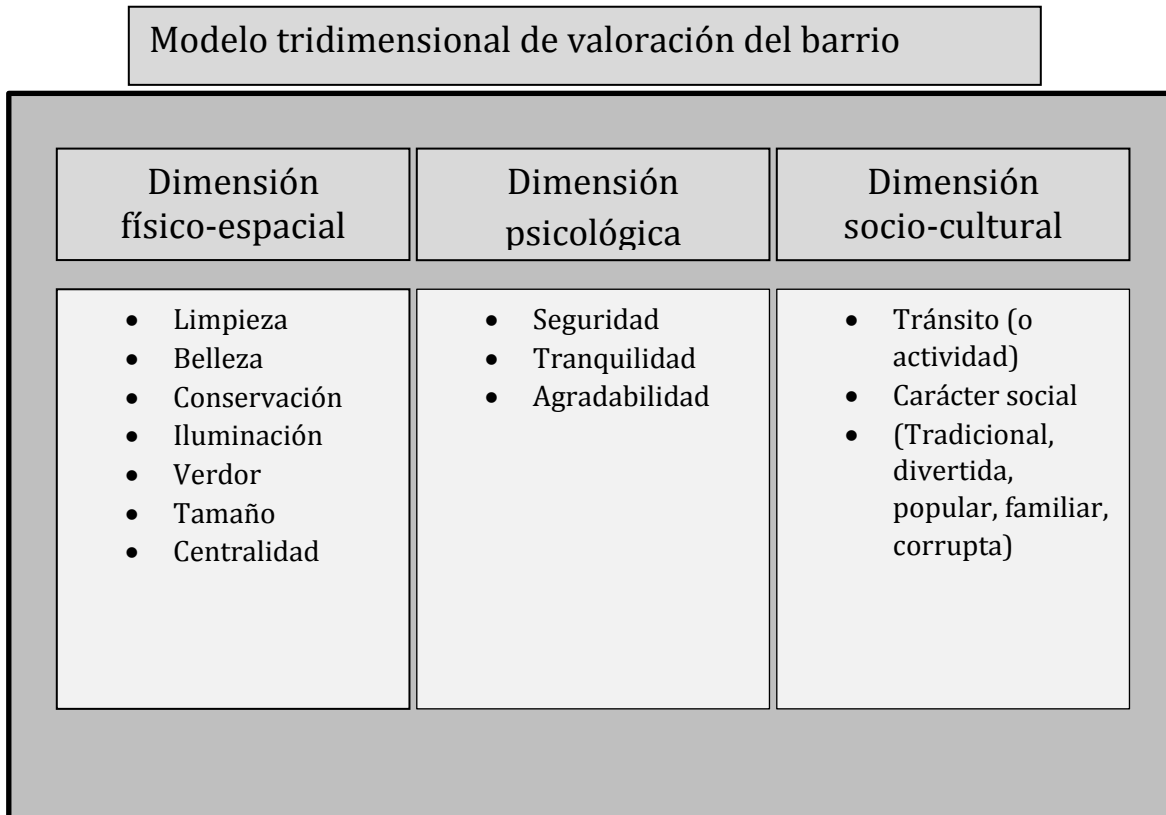 Modelo tridimensional de valoración del barrio
Dimensión
físico-espacial
Dimensión
psicológica
Dimensión
socio-cultural
• Limpieza
• Belleza
• Conservación
• Iluminación
• Verdor
• Tamaño
• Centralidad
• Seguridad
• Tranquilidad
• Agradabilidad
• Tránsito (o
actividad)
• Carácter social
• (Tradicional,
divertida,
popular, familiar,
corrupta)